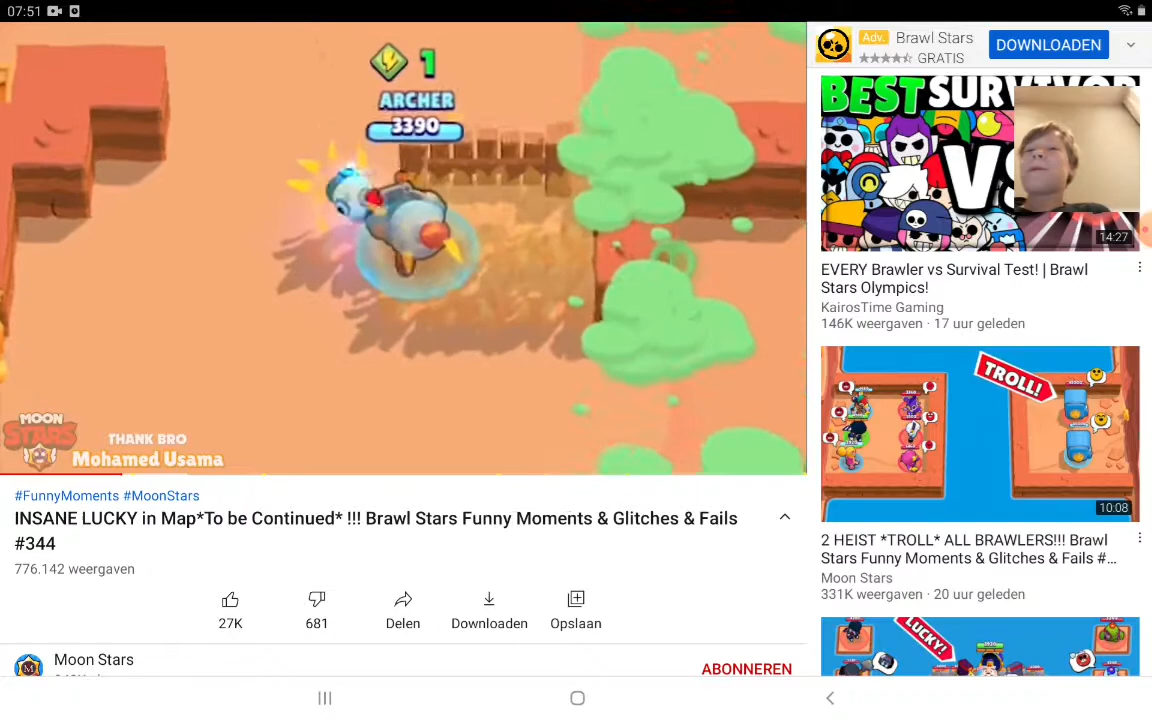 07:51
1
ARCHER
3390
MOON
STARS
THANK BRO
Mohamed Usama
#FunnyMoments #MoonStars
INSANE LUCKY in Map*To be Continued* !!! Brawl Stars Funny Moments & Glitches & Fails
#344
776.142 weergaven
27K
681
Delen
Downloaden
Opslaan
Moon Stars
ABONNEREN
Adv. Brawl Stars
GRATIS
DOWNLOADEN
BEST SURVIVOR
VS
14:27
EVERY Brawler vs Survival Test! | Brawl
Stars Olympics!
KairosTime Gaming
146K weergaven · 17 uur geleden
TROLL!
10:08
2 HEIST *TROLL* ALL BRAWLERS!!! Brawl
Stars Funny Moments & Glitches & Fails #...
Moon Stars
331K weergaven · 20 uur geleden
LUCKY!